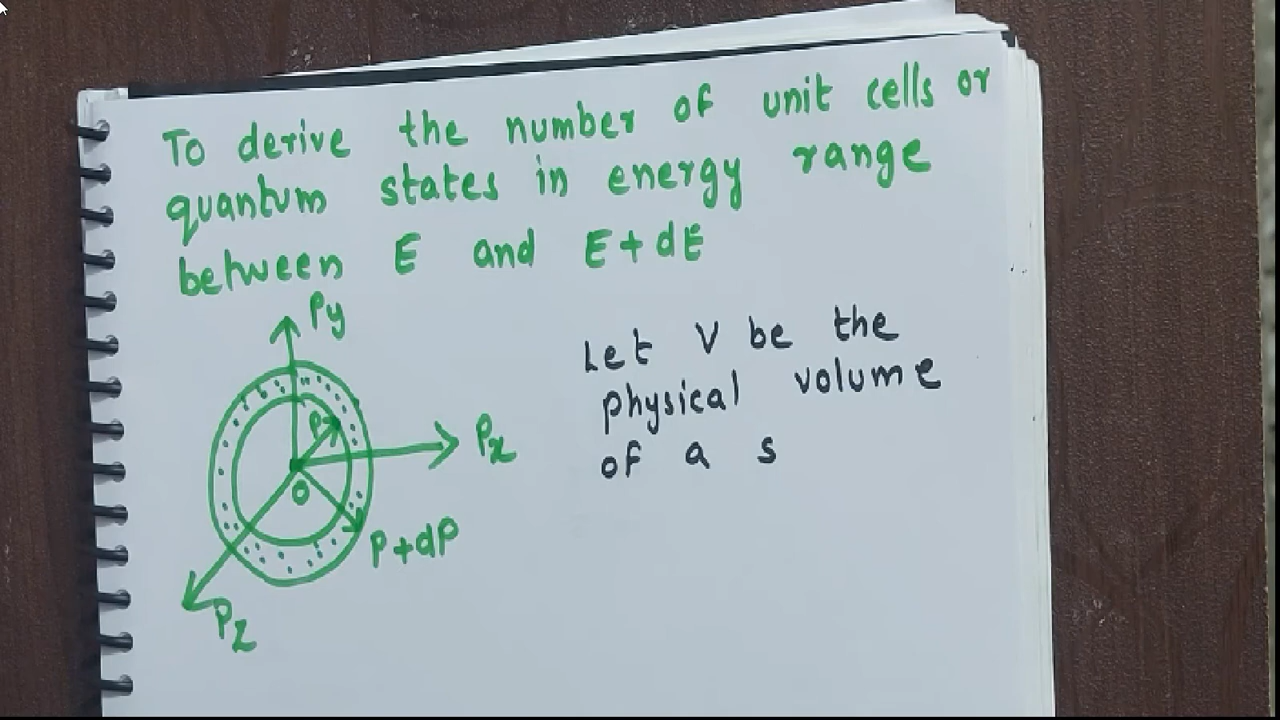 To derive the number of unit cells or
quantum states in energy range
between E and E+dE
Py
P
Px
O
P+dP
Pz
Let V be the
physical volume
of a s